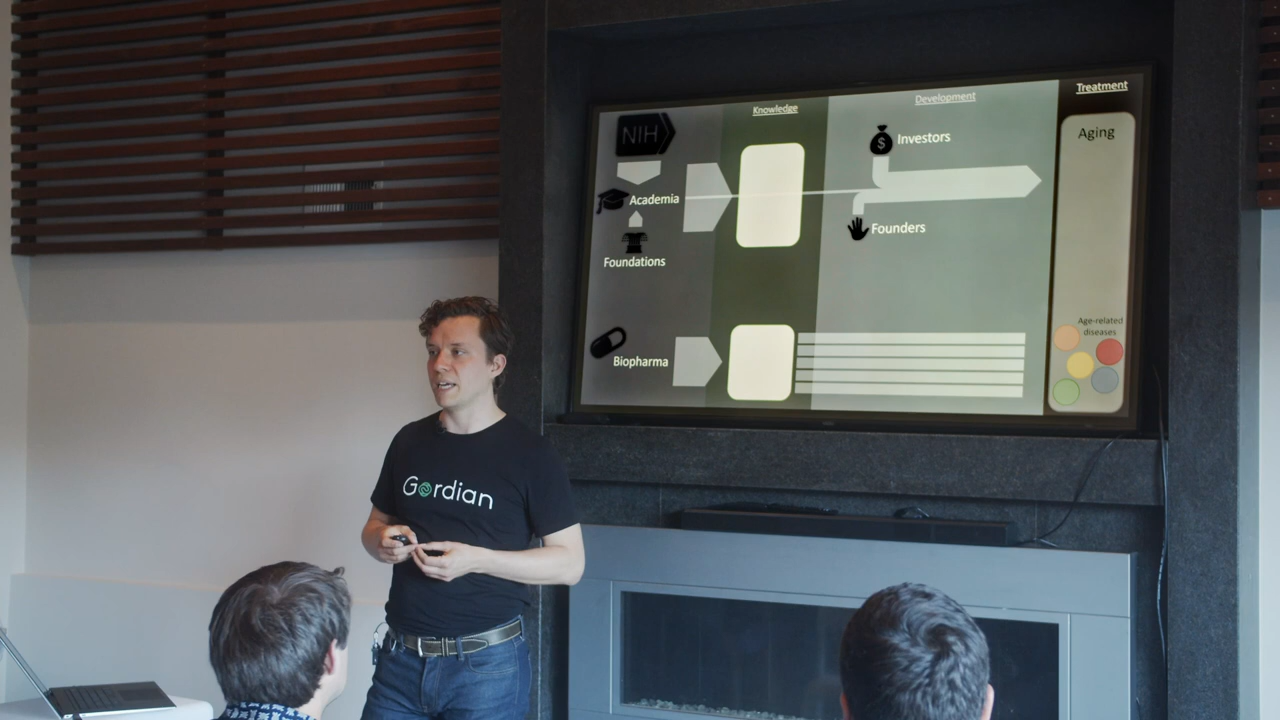 Knowledge
Development
Treatment
NIH
$
Investors
Aging
Academia
Founders
Foundations
Age-related
diseases
Biopharma
Gordian